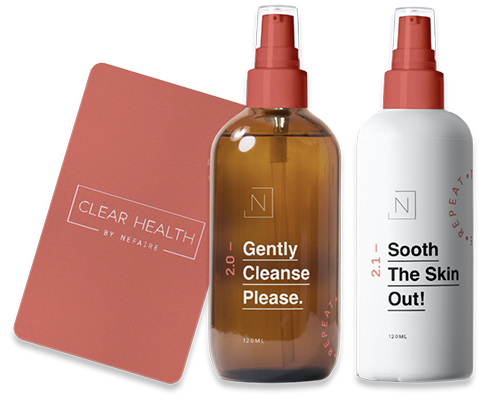 CLEAR HEALTH
BY NEFAIRE
N
2.0 –
Gently
Cleanse
Please.
120ML
REPEAT
N
2.1 –
Sooth
The Skin
Out!
120ML
REPEAT